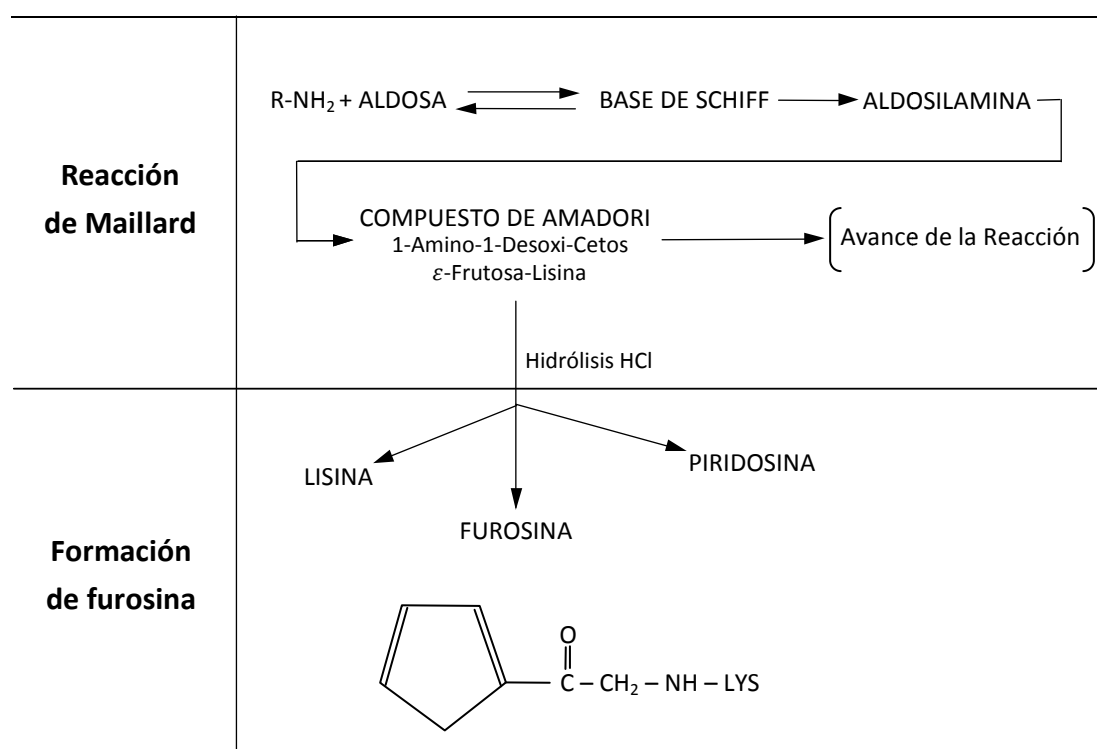 Reacción
de Maillard
R-NH₂ + ALDOSA BASE DE SCHIFF ALDOSILAMINA
COMPUESTO DE AMADORI
1-Amino-1-Desoxi-Cetos
ε-Frutosa-Lisina
Avance de la Reacción
Hidrólisis HCl
Formación
de furosina
LISINA
PIRIDOSINA
FUROSINA
O
C – CH₂ – NH – LYS